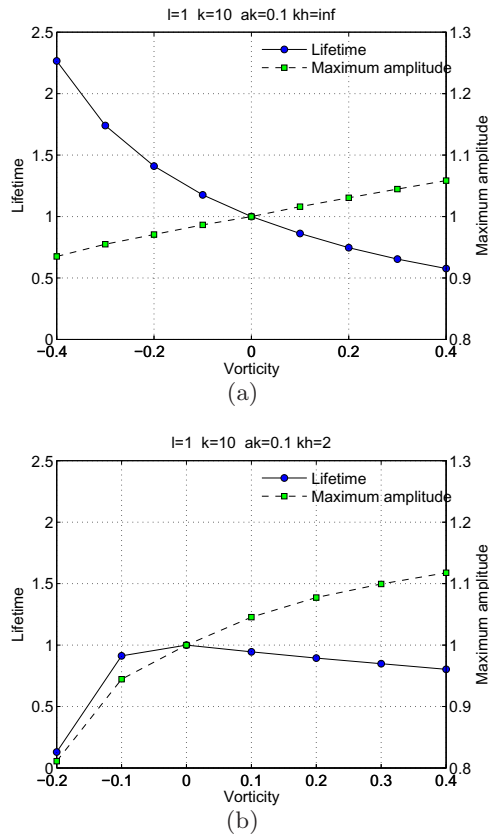 l=1 k=10 ak=0.1 kh=inf
2.5
2
1.5
1
0.5
0
Lifetime
1.3
1.2
1.1
1
0.9
0.8
Maximum amplitude
Lifetime
Maximum amplitude
−0.4 −0.2 0 0.2 0.4
Vorticity
(a)
l=1 k=10 ak=0.1 kh=2
2.5
2
1.5
1
0.5
0
Lifetime
1.3
1.2
1.1
1
0.9
0.8
Maximum amplitude
Lifetime
Maximum amplitude
−0.2 −0.1 0 0.1 0.2 0.3 0.4
Vorticity
(b)